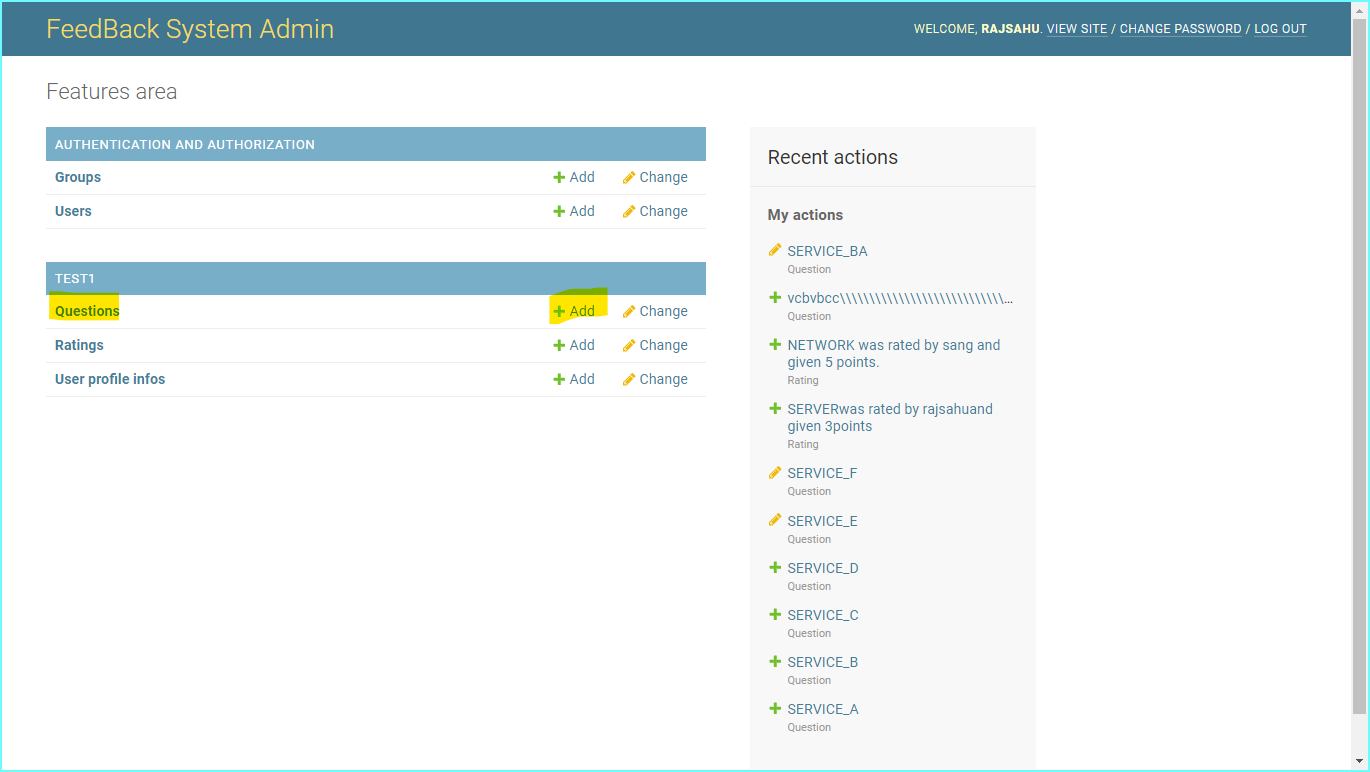 FeedBack System Admin
WELCOME, RAJSAHU. VIEW SITE / CHANGE PASSWORD / LOG OUT
Features area
AUTHENTICATION AND AUTHORIZATION
Groups Add Change
Users Add Change
TEST1
Questions Add Change
Ratings Add Change
User profile infos Add Change
Recent actions
My actions
SERVICE_BA
Question
vcbvbcc\\\\\\\\\\\\\\\\\\\\\\\\\\\\…
Question
NETWORK was rated by sang and
given 5 points.
Rating
SERVERwas rated by rajsahuand
given 3points
Rating
SERVICE_F
Question
SERVICE_E
Question
SERVICE_D
Question
SERVICE_C
Question
SERVICE_B
Question
SERVICE_A
Question